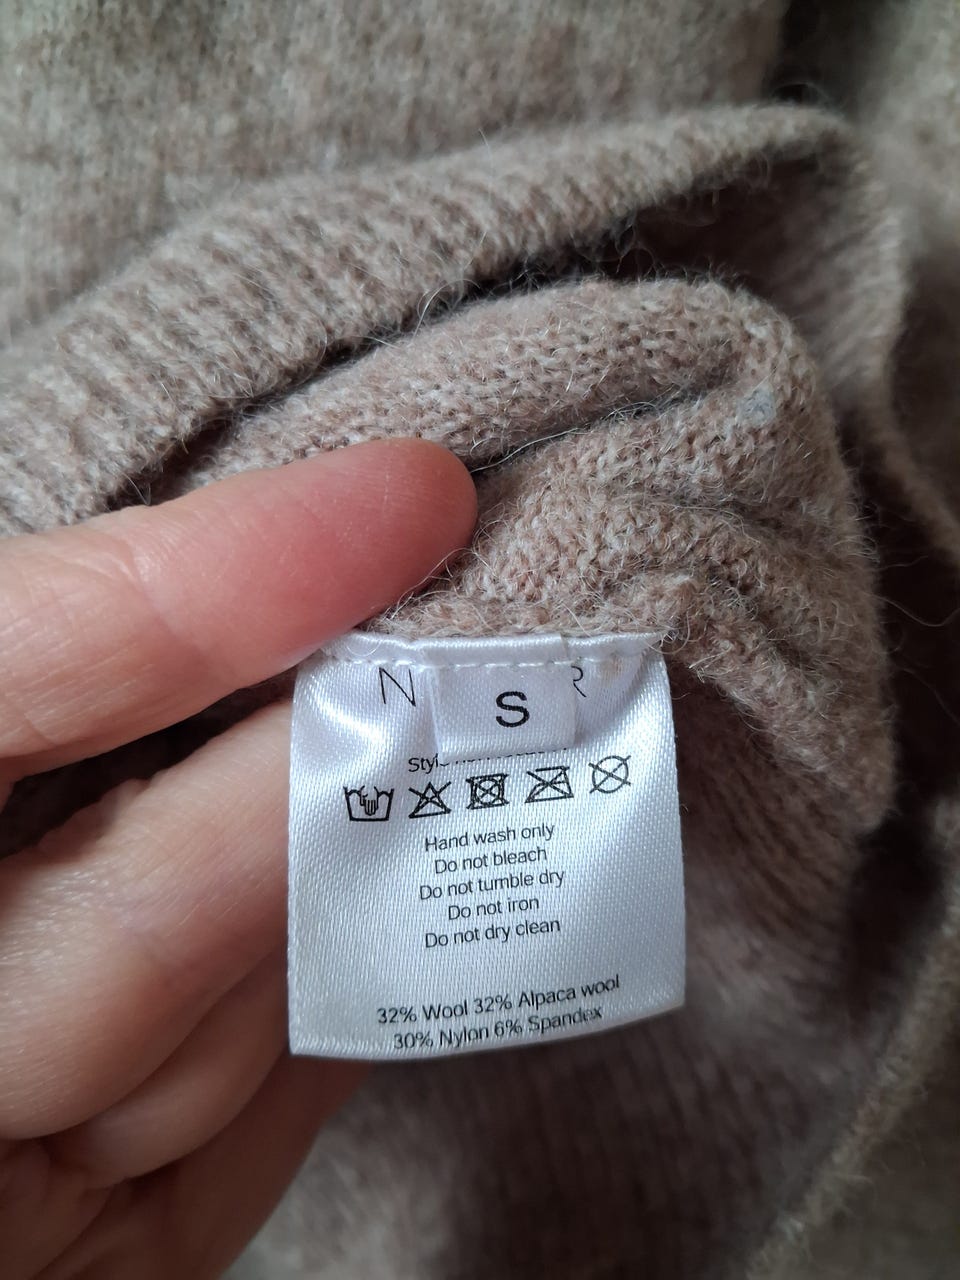 S
Hand wash only
Do not bleach
Do not tumble dry
Do not iron
Do not dry clean
32% Wool 32% Alpaca wool
30% Nylon 6% Spandex